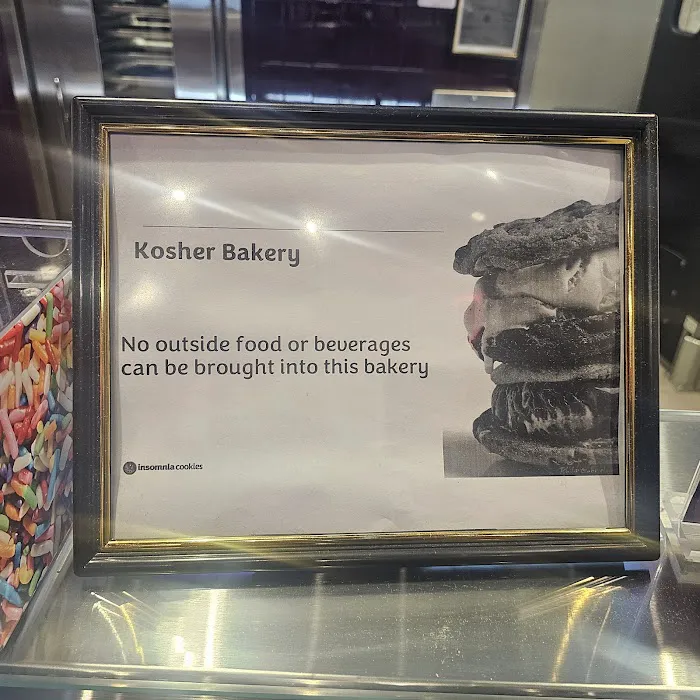 Kosher Bakery
No outside food or beverages
can be brought into this bakery
insomnia cookies